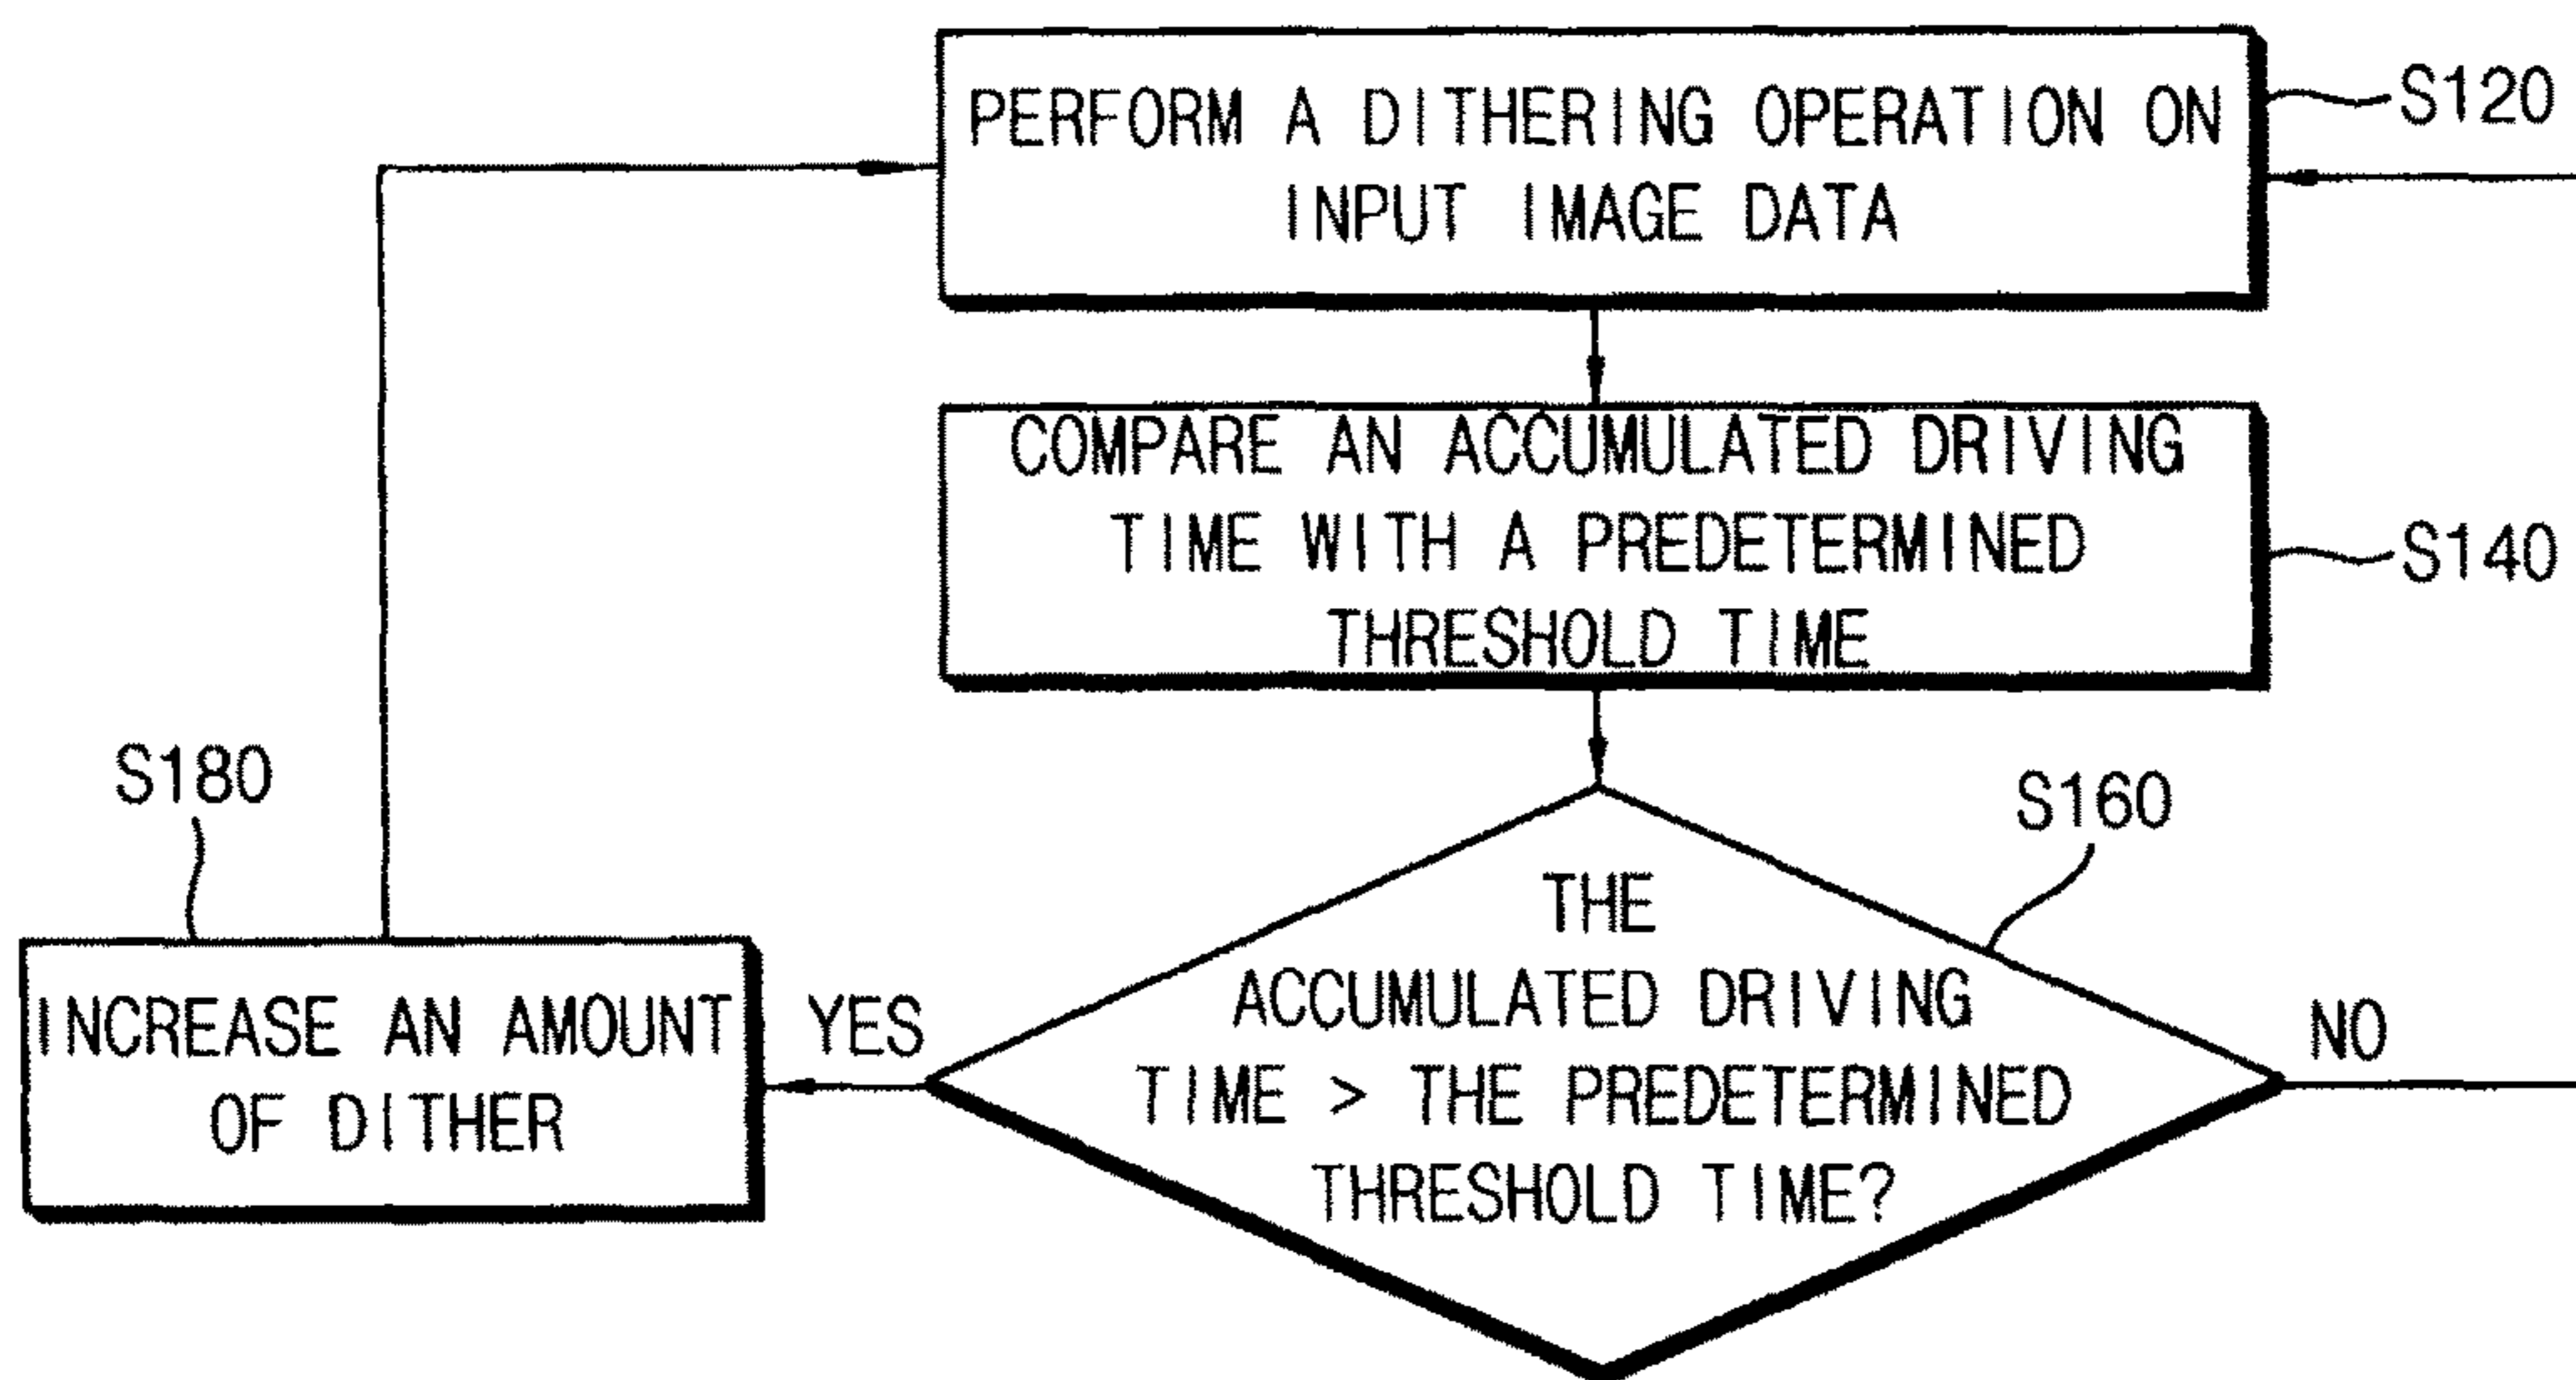 PERFORM A DITHERING OPERATION ON
INPUT IMAGE DATA
S120
COMPARE AN ACCUMULATED DRIVING
TIME WITH A PREDETERMINED
THRESHOLD TIME
S140
S180
S160
THE
ACCUMULATED DRIVING
TIME > THE PREDETERMINED
THRESHOLD TIME?
INCREASE AN AMOUNT
OF DITHER
YES
NO